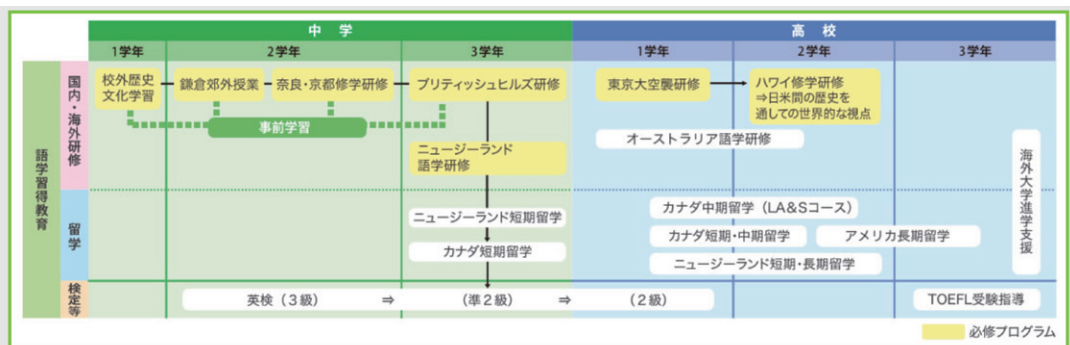 中 学
高 校
1学年
2学年
3学年
1学年
2学年
3学年
語学習得教育
国内・海外研修
校外歴史
文化学習
鎌倉郊外授業
奈良・京都修学研修
ブリティッシュヒルズ研修
東京大空襲研修
ハワイ修学研修
⇒日米間の歴史を
通しての世界的な視点
事前学習
オーストラリア語学研修
ニュージーランド
語学研修
海外大学進学支援
留学
ニュージーランド短期留学
カナダ中期留学(LA&Sコース)
カナダ短期留学
カナダ短期・中期留学
アメリカ長期留学
ニュージーランド短期・長期留学
検定等
英検(3級) ⇒ (準2級) ⇒ (2級)
TOEFL受験指導
必修プログラム